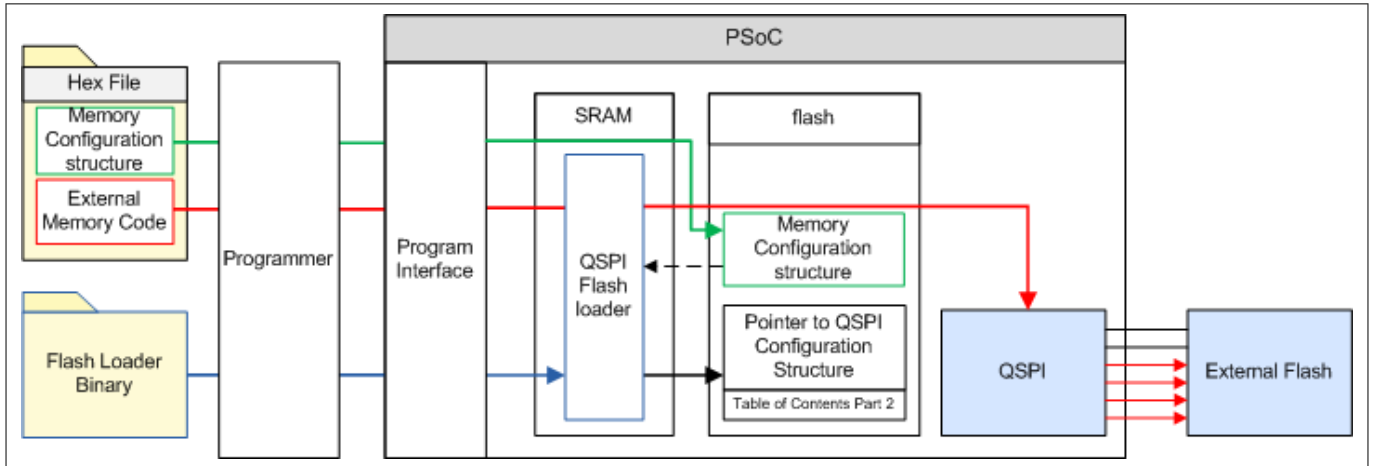 PSoC
Hex File
Memory
Configuration
structure
External
Memory Code
Flash Loader
Binary
Programmer
Program
Interface
SRAM
QSPI
Flash
loader
flash
Memory
Configuration
structure
Pointer to QSPI
Configuration
Structure
Table of Contents Part 2
QSPI
External Flash